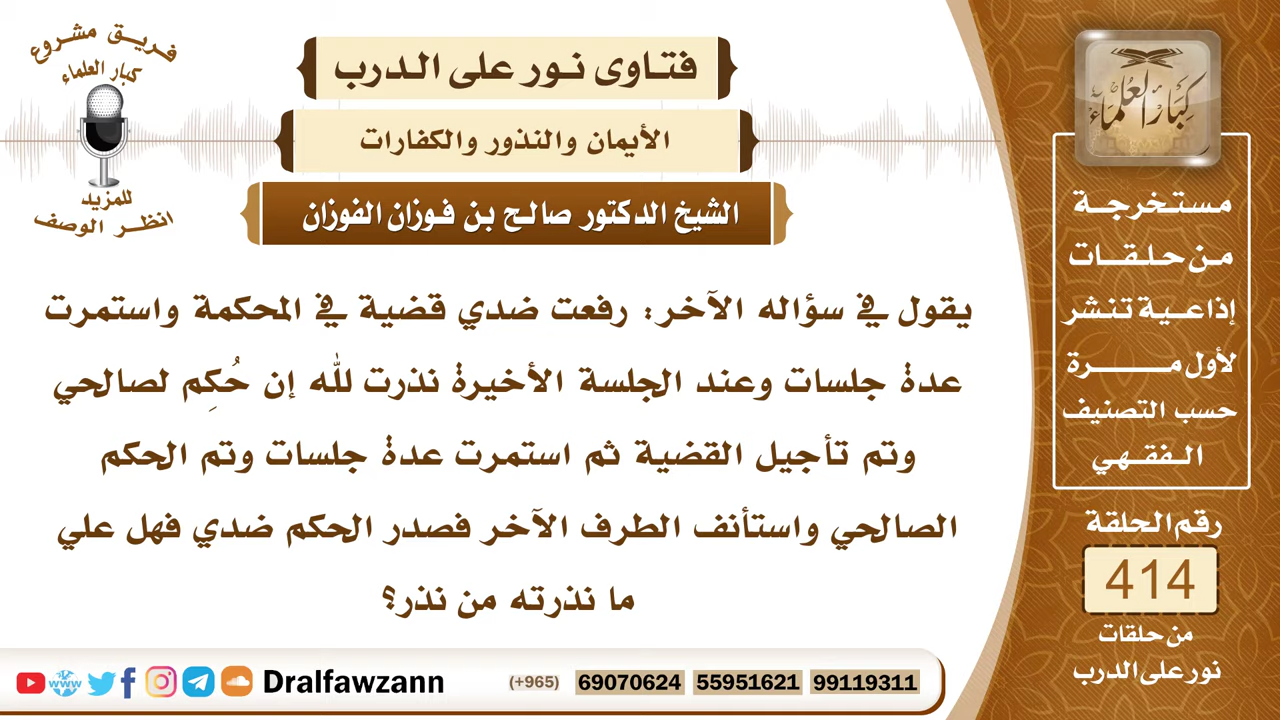 فريق مشروع
كبار العلماء
للمزيد
انظر الوصف
فتاوى نور على الدرب
الأيمان والنذور والكفارات
الشيخ الدكتور صالح بن فوزان الفوزان
يقول في سؤاله الآخر: رفعت ضدي قضية في المحكمة واستمرت
عدة جلسات وعند الجلسة الأخيرة نذرت لله إن حُكِم لصالحي
وتم تأجيل القضية ثم استمرت عدة جلسات وتم الحكم
الصالحي واستأنف الطرف الآخر فصدر الحكم ضدي فهل علي
ما نذرته من نذر؟
كبار العُلماء
مستخرجة
من حلقات
إذاعية تنشر
لأول مرة
حسب التصنيف
الفقهي
رقم الحلقة
414
من حلقات
نور على الدرب
www Dralfawzann (+965) 69070624 55951621 99119311